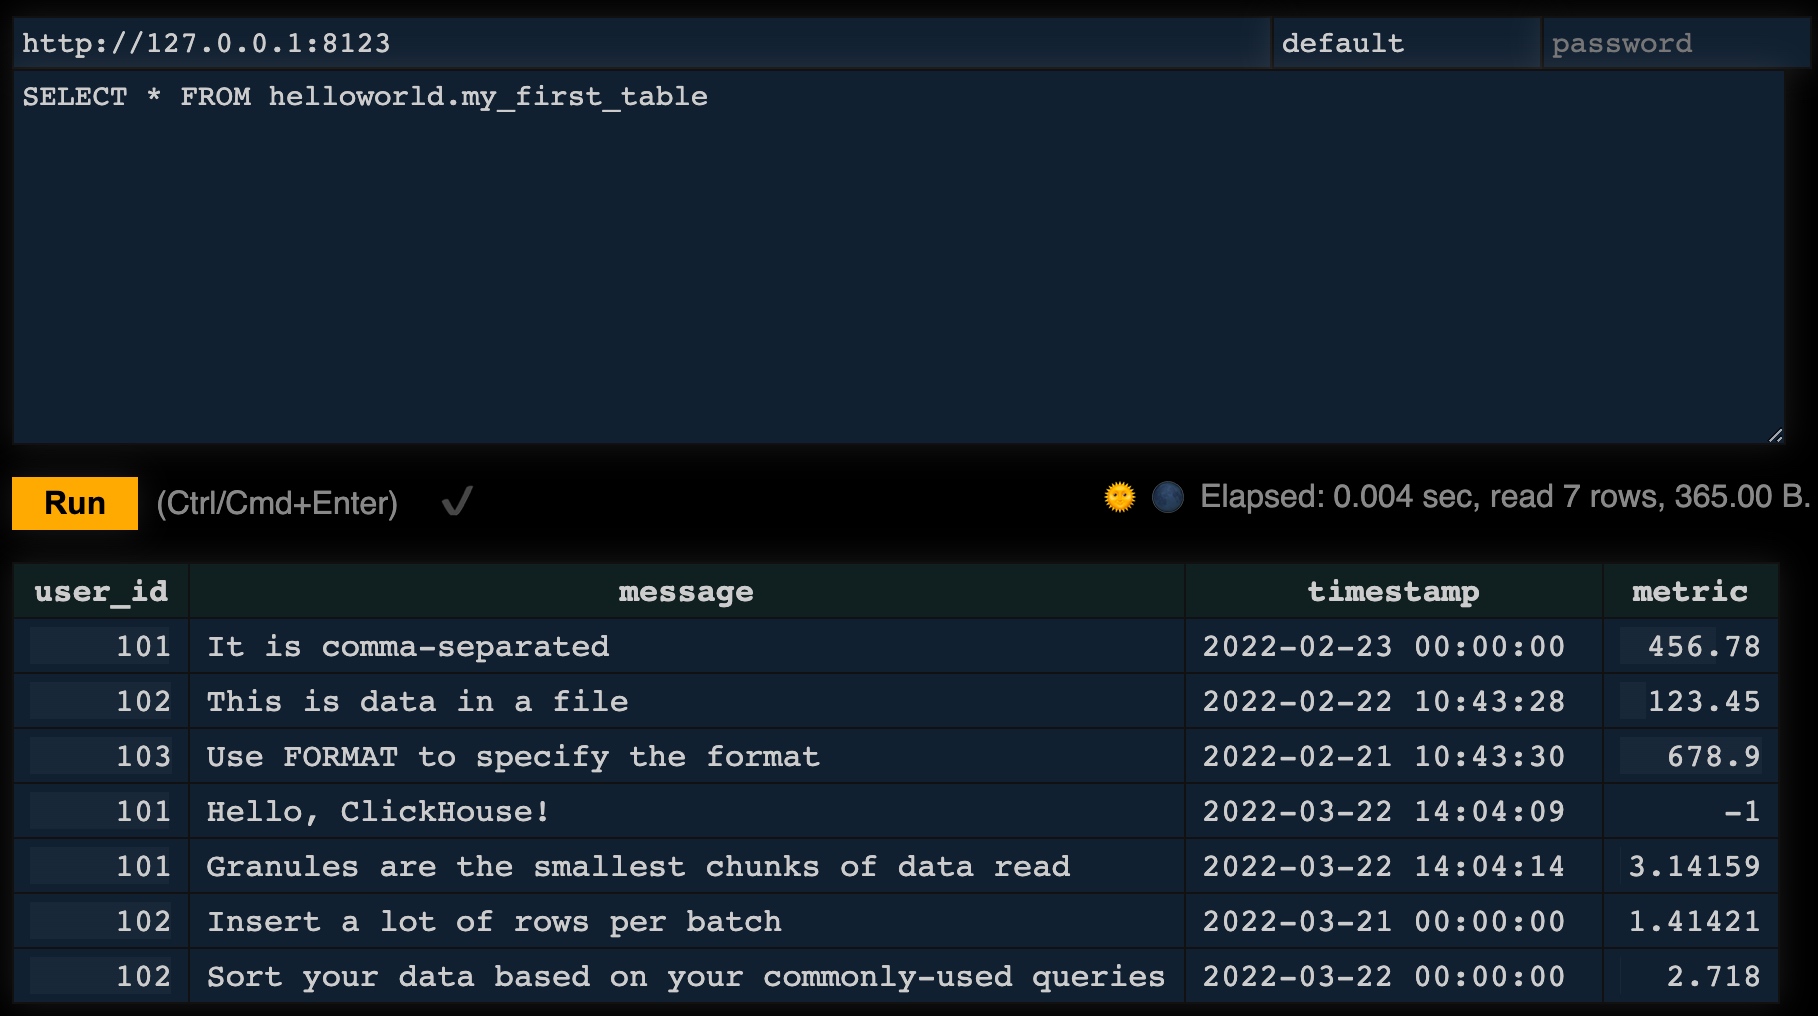 http://127.0.0.1:8123 default password
SELECT * FROM helloworld.my_first_table
Run (Ctrl/Cmd+Enter) ✔ 🌞 🌑 Elapsed: 0.004 sec, read 7 rows, 365.00 B.
user_id message timestamp metric
101 It is comma-separated 2022-02-23 00:00:00 456.78
102 This is data in a file 2022-02-22 10:43:28 123.45
103 Use FORMAT to specify the format 2022-02-21 10:43:30 678.9
101 Hello, ClickHouse! 2022-03-22 14:04:09 -1
101 Granules are the smallest chunks of data read 2022-03-22 14:04:14 3.14159
102 Insert a lot of rows per batch 2022-03-21 00:00:00 1.41421
102 Sort your data based on your commonly-used queries 2022-03-22 00:00:00 2.718